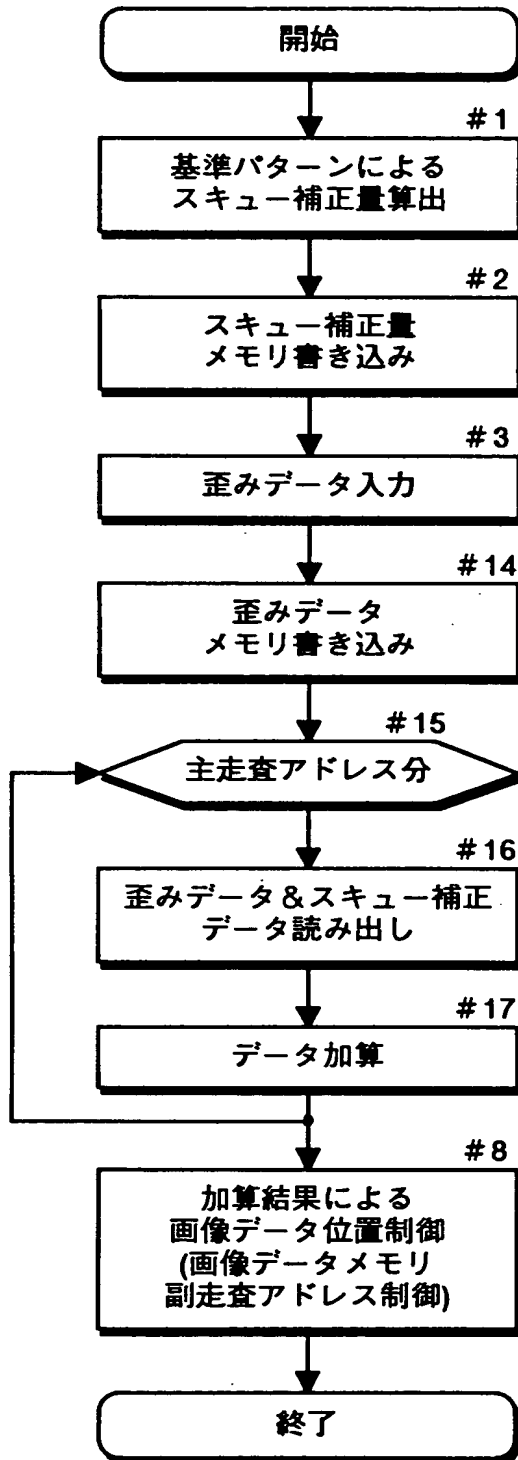 開始
#1
基準パターンによる
スキュー補正量算出
#2
スキュー補正量
メモリ書き込み
#3
歪みデータ入力
#14
歪みデータ
メモリ書き込み
#15
主走査アドレス分
#16
歪みデータ&スキュー補正
データ読み出し
#17
データ加算
#8
加算結果による
画像データ位置制御
(画像データメモリ
副走査アドレス制御)
終了